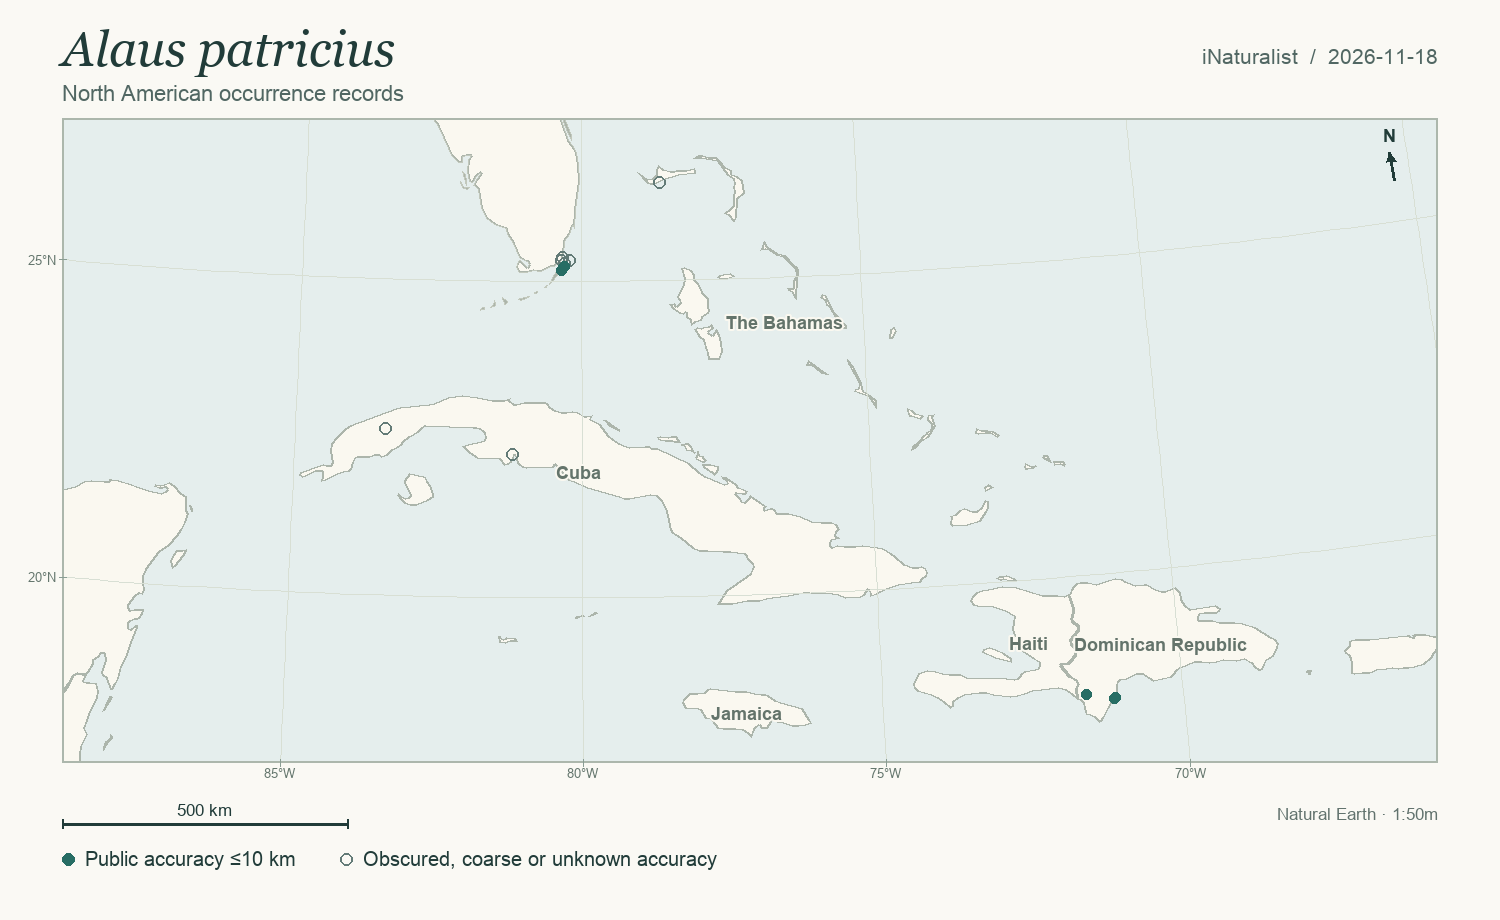 Alaus patricius
North American occurrence records
iNaturalist / 2026-11-18
N
25°N
The Bahamas
Cuba
20°N
Haiti
Dominican Republic
Jamaica
85°W
80°W
75°W
70°W
500 km
Natural Earth · 1:50m
Public accuracy ≤10 km
Obscured, coarse or unknown accuracy